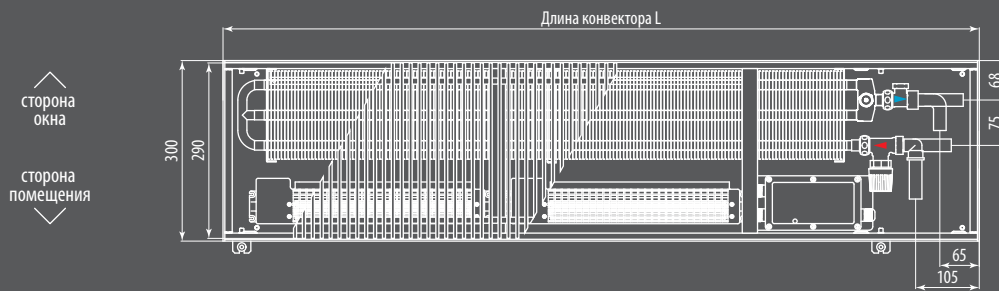 Длина конвектора L
сторона
окна
сторона
помещения
300
290
68
75
65
105